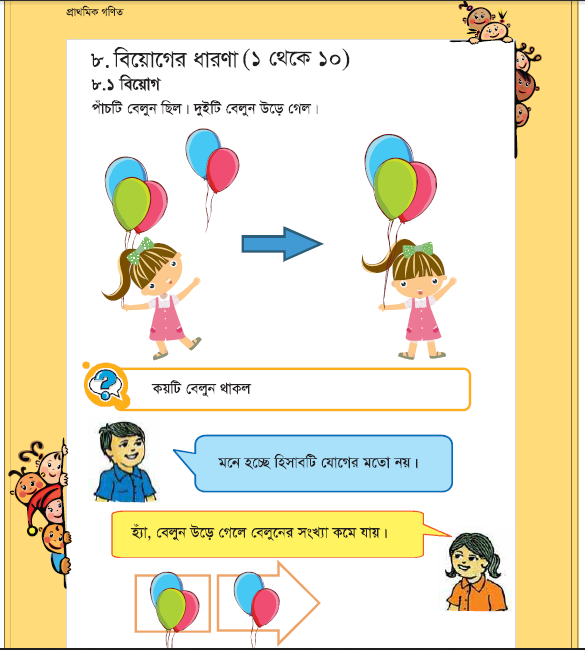 প্রাথমিক গণিত
৮. বিয়োগের ধারণা (১ থেকে ১০)
৮.১ বিয়োগ
পাঁচটি বেলুন ছিল। দুইটি বেলুন উড়ে গেল।
?
কয়টি বেলুন থাকল
মনে হচ্ছে হিসাবটি যোগের মতো নয়।
হ্যাঁ, বেলুন উড়ে গেলে বেলুনের সংখ্যা কমে যায়।